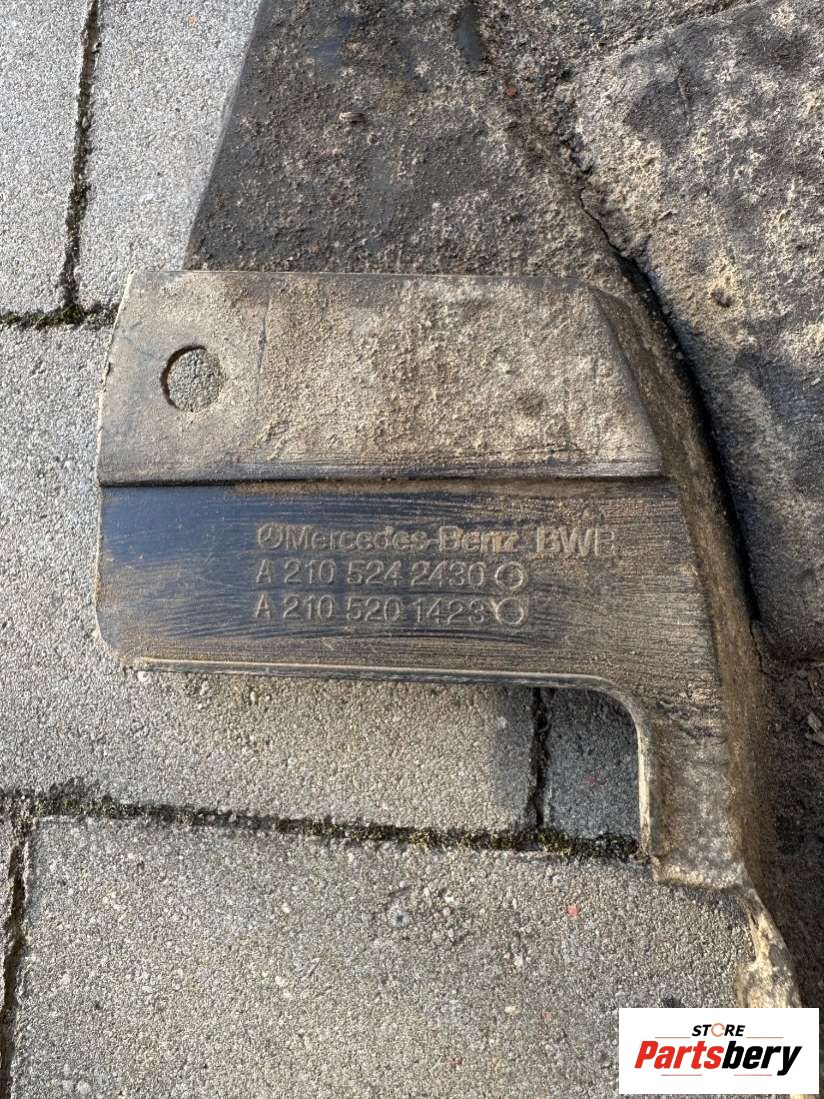 Mercedes-Benz BWR
A 210 524 2430
A 210 520 1423
STORE
Partsbery